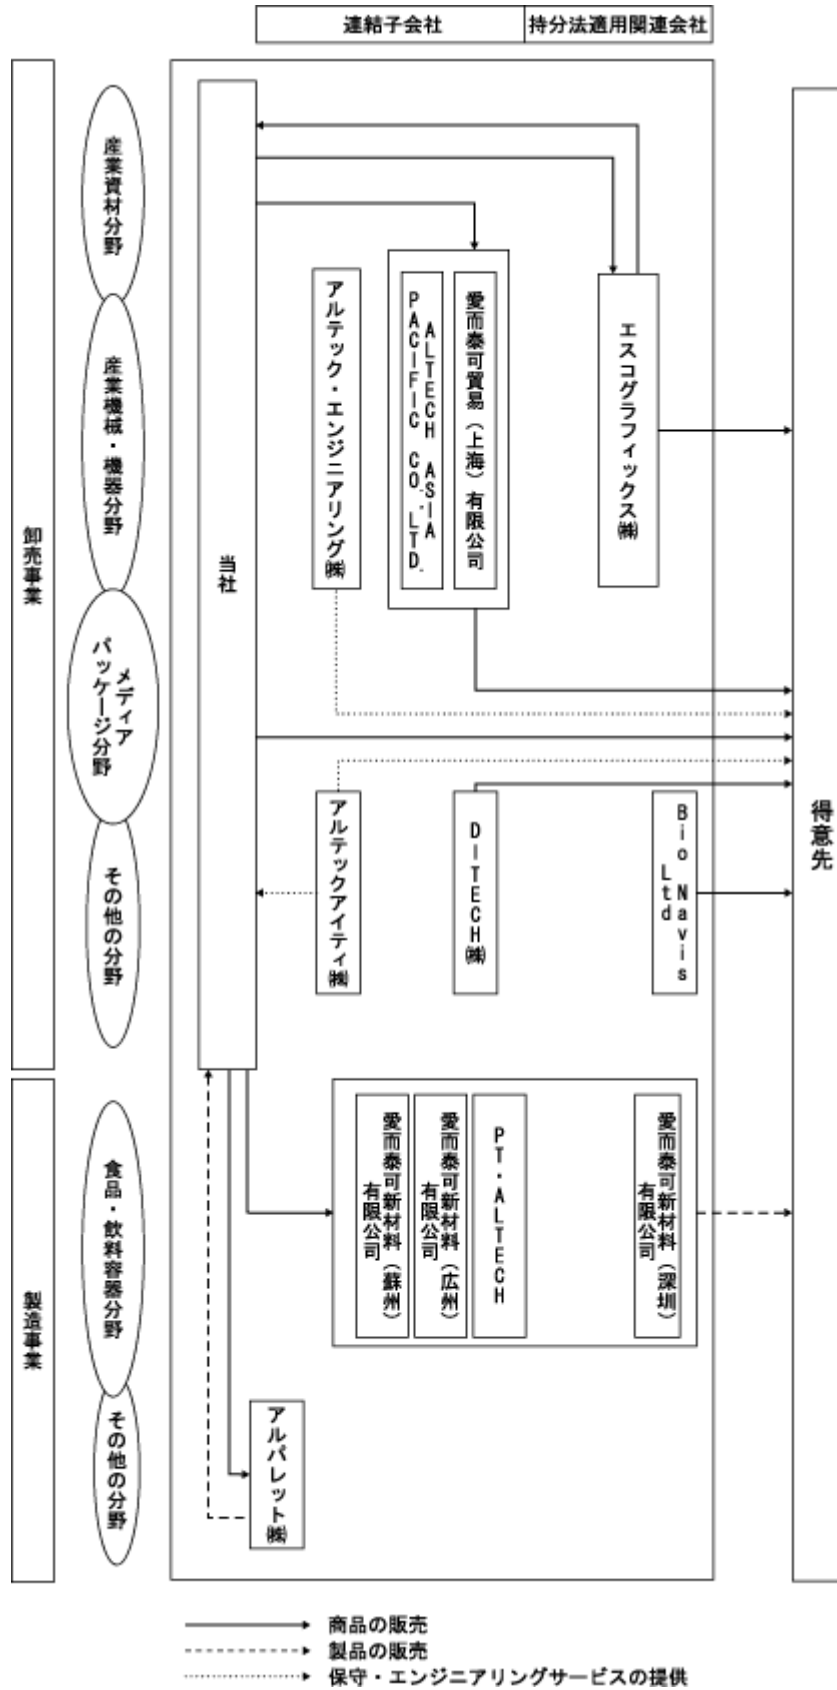 連結子会社
持分法適用関連会社
卸売事業
産業資材分野
産業機械・機器分野
メディア
パッケージ分野
その他の分野
当社
アルテック・エンジニアリング㈱
ALTECH ASIA
PACIFIC CO.,LTD.
愛而泰可貿易（上海）有限公司
エスコグラフィックス㈱
アルテックアイティ㈱
DITECH㈱
Bio Navis
Ltd
得意先
製造事業
食品・飲料容器分野
その他の分野
愛而泰可新材料（蘇州）
有限公司
愛而泰可新材料（広州）
有限公司
PT.ALTECH
愛而泰可新材料（深圳）
有限公司
アルパレット㈱
商品の販売
製品の販売
保守・エンジニアリングサービスの提供